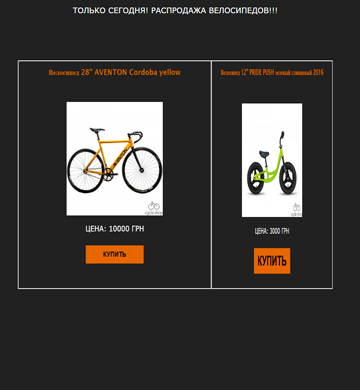 ТОЛЬКО СЕГОДНЯ! РАСПРОДАЖА ВЕЛОСИПЕДОВ!!!
Велосипед 28" AVENTON Cordoba yellow
Велосипед 12" PRIDE PUSH зеленый глянцевый 2016
ЦЕНА: 10000 ГРН
ЦЕНА: 3000 ГРН
КУПИТЬ
КУПИТЬ